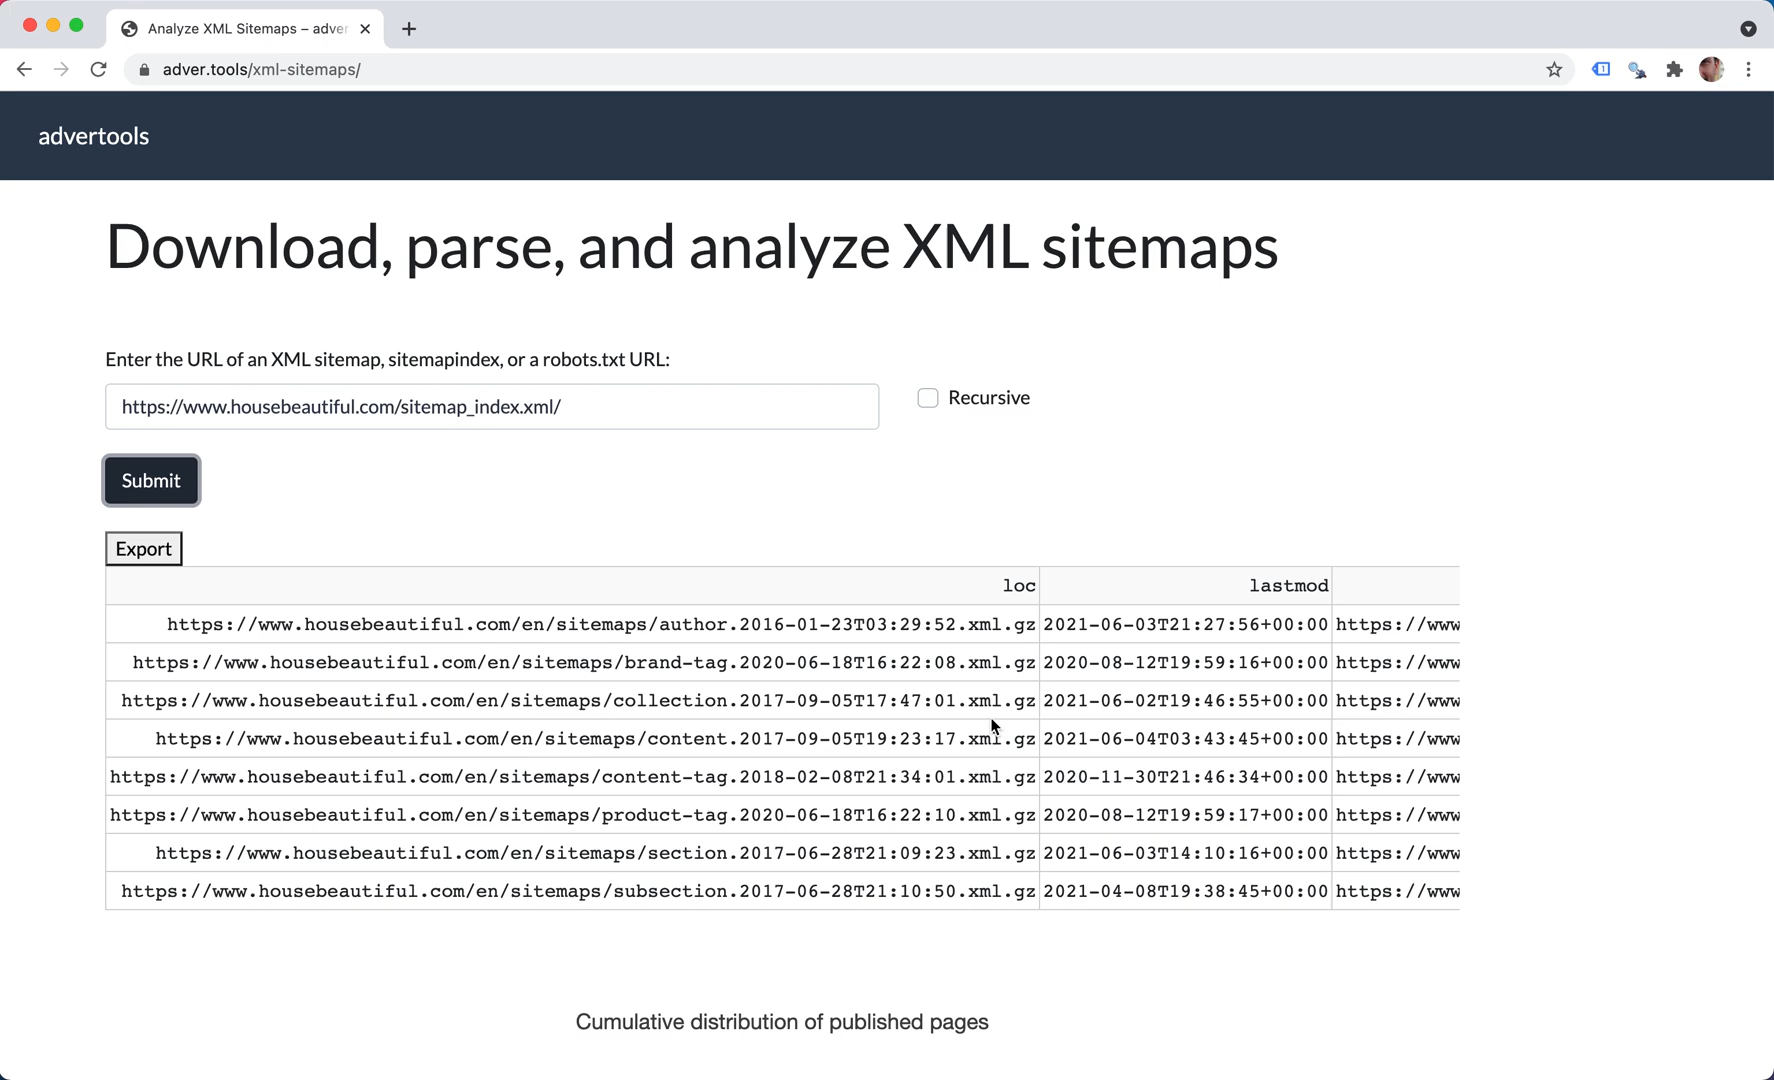 Analyze XML Sitemaps – adver
adver.tools/xml-sitemaps/
advertools
Download, parse, and analyze XML sitemaps
Enter the URL of an XML sitemap, sitemapindex, or a robots.txt URL:
https://www.housebeautiful.com/sitemap_index.xml/ Recursive
Submit
Export
loc lastmod
https://www.housebeautiful.com/en/sitemaps/author.2016-01-23T03:29:52.xml.gz 2021-06-03T21:27:56+00:00 https://www
https://www.housebeautiful.com/en/sitemaps/brand-tag.2020-06-18T16:22:08.xml.gz 2020-08-12T19:59:16+00:00 https://www
https://www.housebeautiful.com/en/sitemaps/collection.2017-09-05T17:47:01.xml.gz 2021-06-02T19:46:55+00:00 https://www
https://www.housebeautiful.com/en/sitemaps/content.2017-09-05T19:23:17.xml.gz 2021-06-04T03:43:45+00:00 https://www
https://www.housebeautiful.com/en/sitemaps/content-tag.2018-02-08T21:34:01.xml.gz 2020-11-30T21:46:34+00:00 https://www
https://www.housebeautiful.com/en/sitemaps/product-tag.2020-06-18T16:22:10.xml.gz 2020-08-12T19:59:17+00:00 https://www
https://www.housebeautiful.com/en/sitemaps/section.2017-06-28T21:09:23.xml.gz 2021-06-03T14:10:16+00:00 https://www
https://www.housebeautiful.com/en/sitemaps/subsection.2017-06-28T21:10:50.xml.gz 2021-04-08T19:38:45+00:00 https://www
Cumulative distribution of published pages